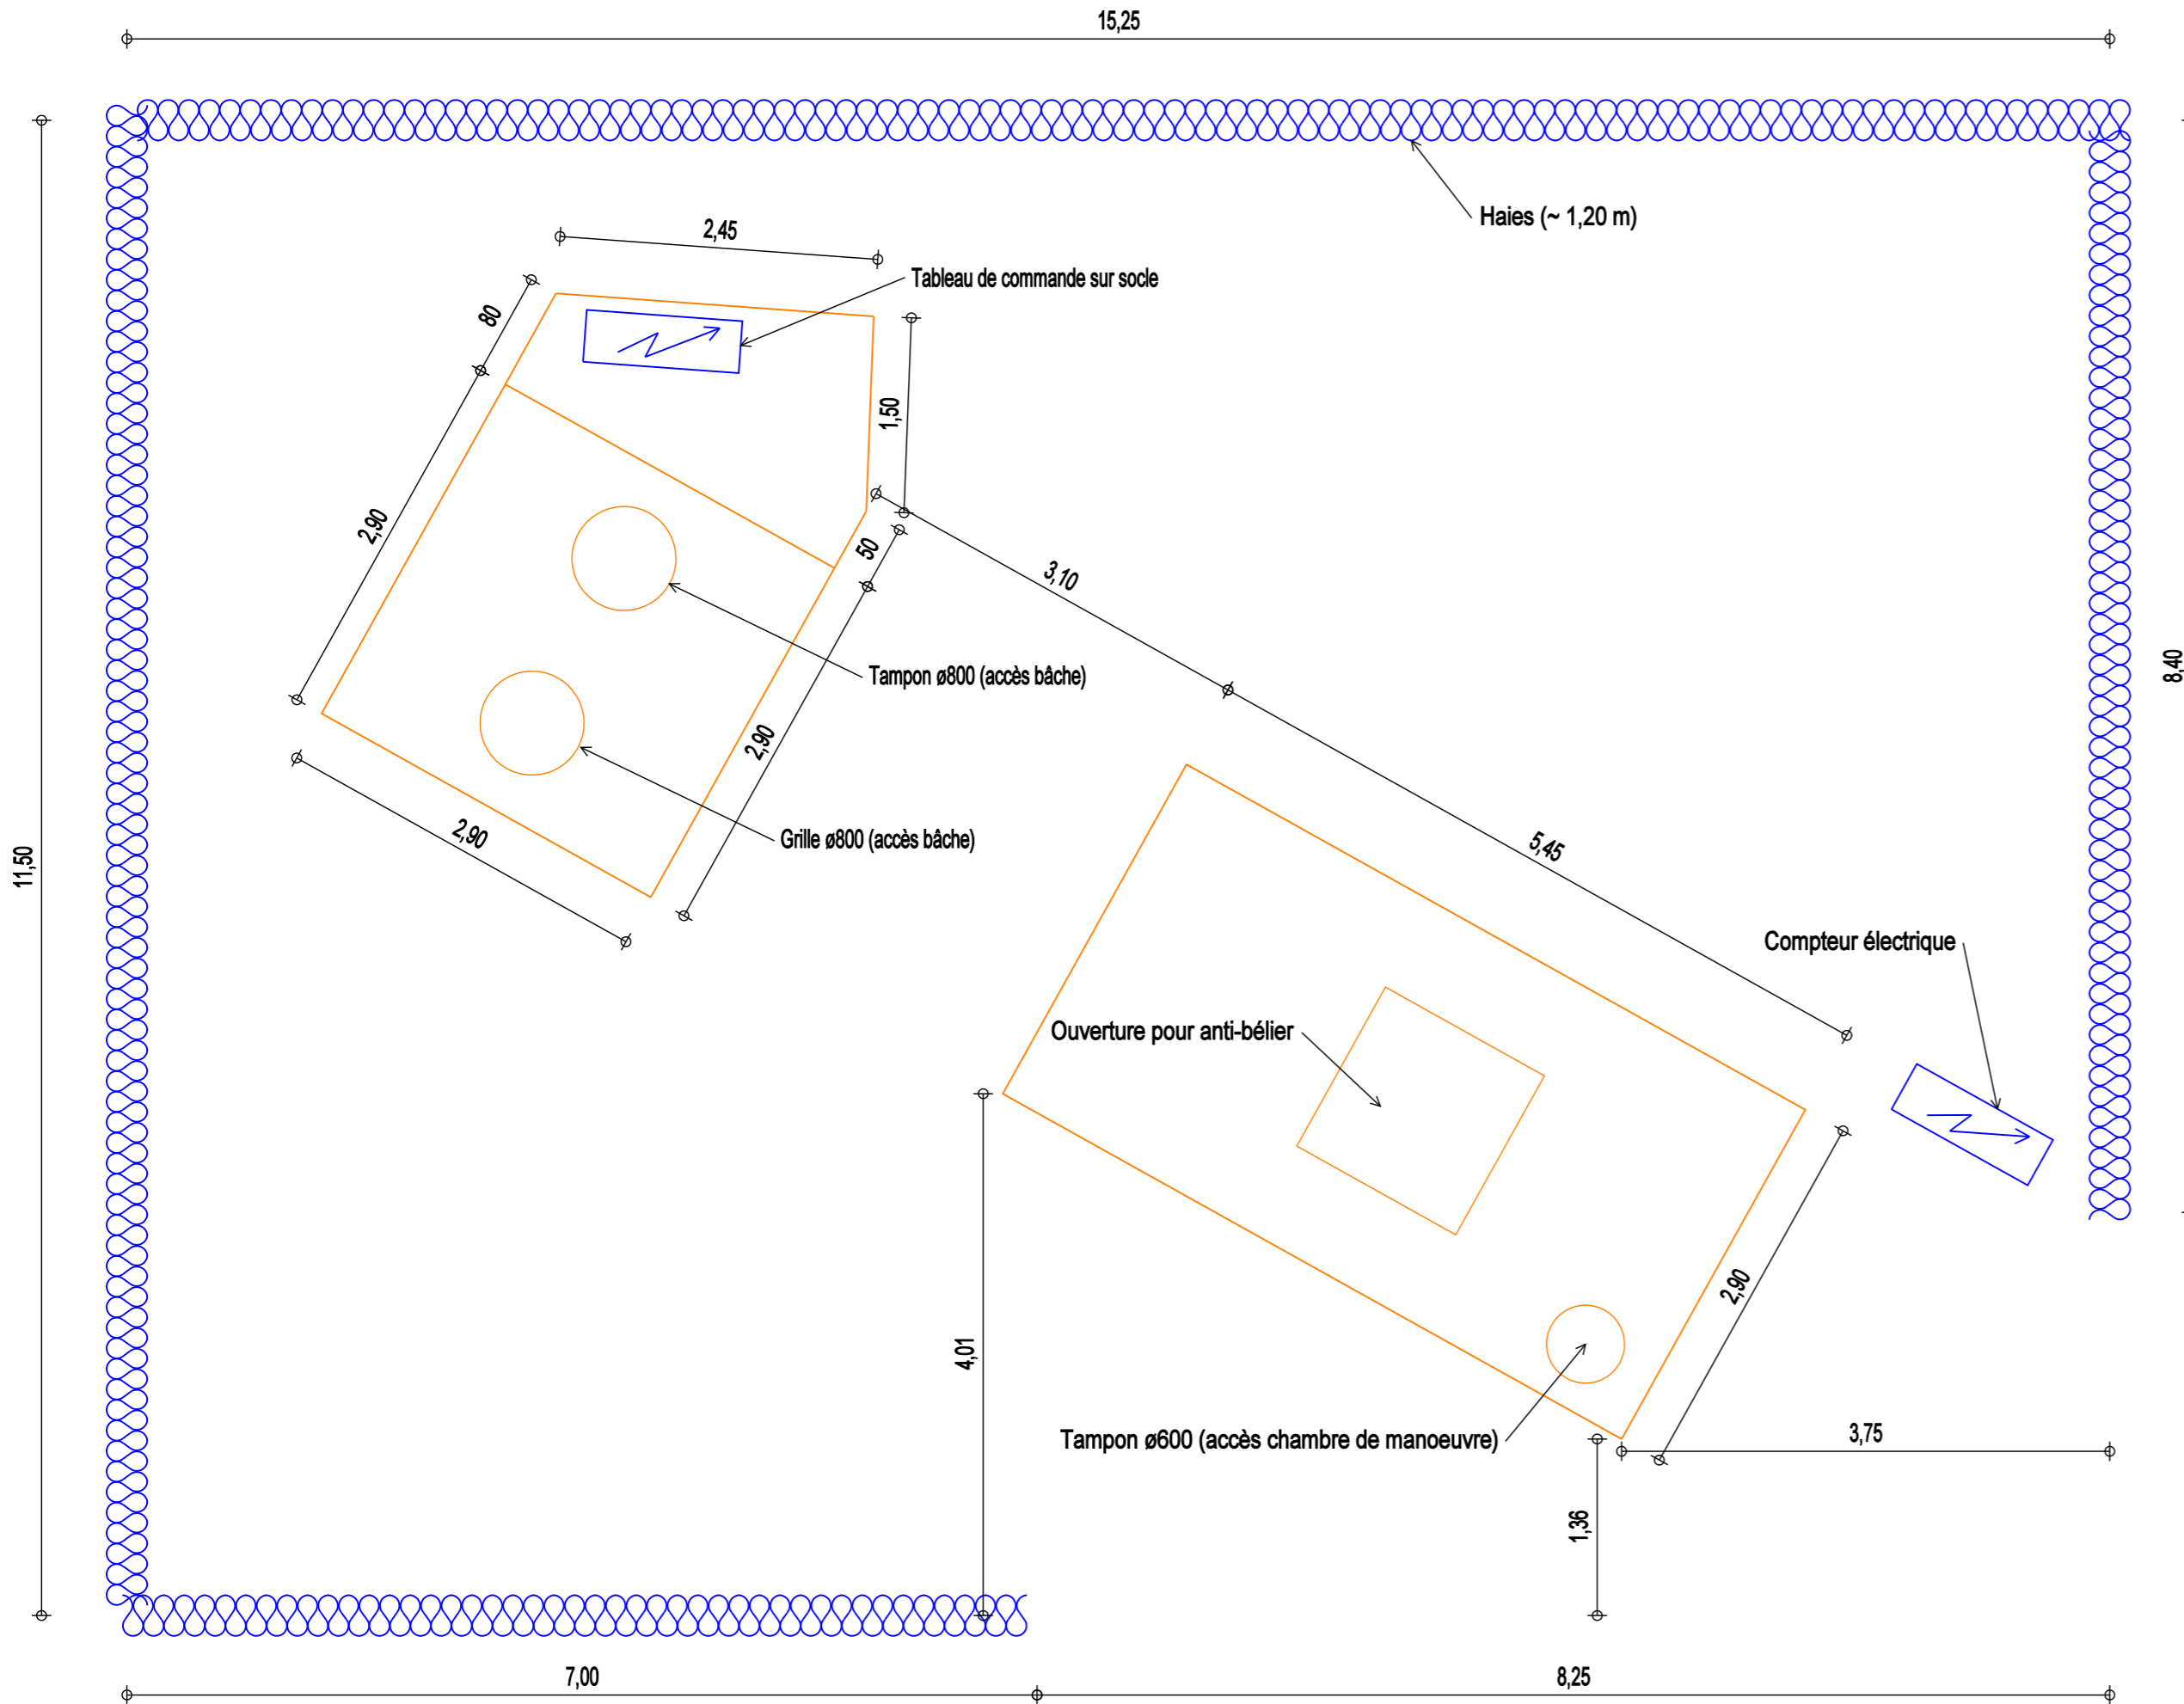 15,25
Haies (~ 1,20 m)
2,45
Tableau de commande sur socle
80
1,50
2,90
50
3,10
Tampon ø800 (accès bâche)
8,40
2,90
Grille ø800 (accès bâche)
2,90
11,50
5,45
Compteur électrique
Ouverture pour anti-bélier
2,90
4,01
Tampon ø600 (accès chambre de manoeuvre)
3,75
1,36
7,00
8,25